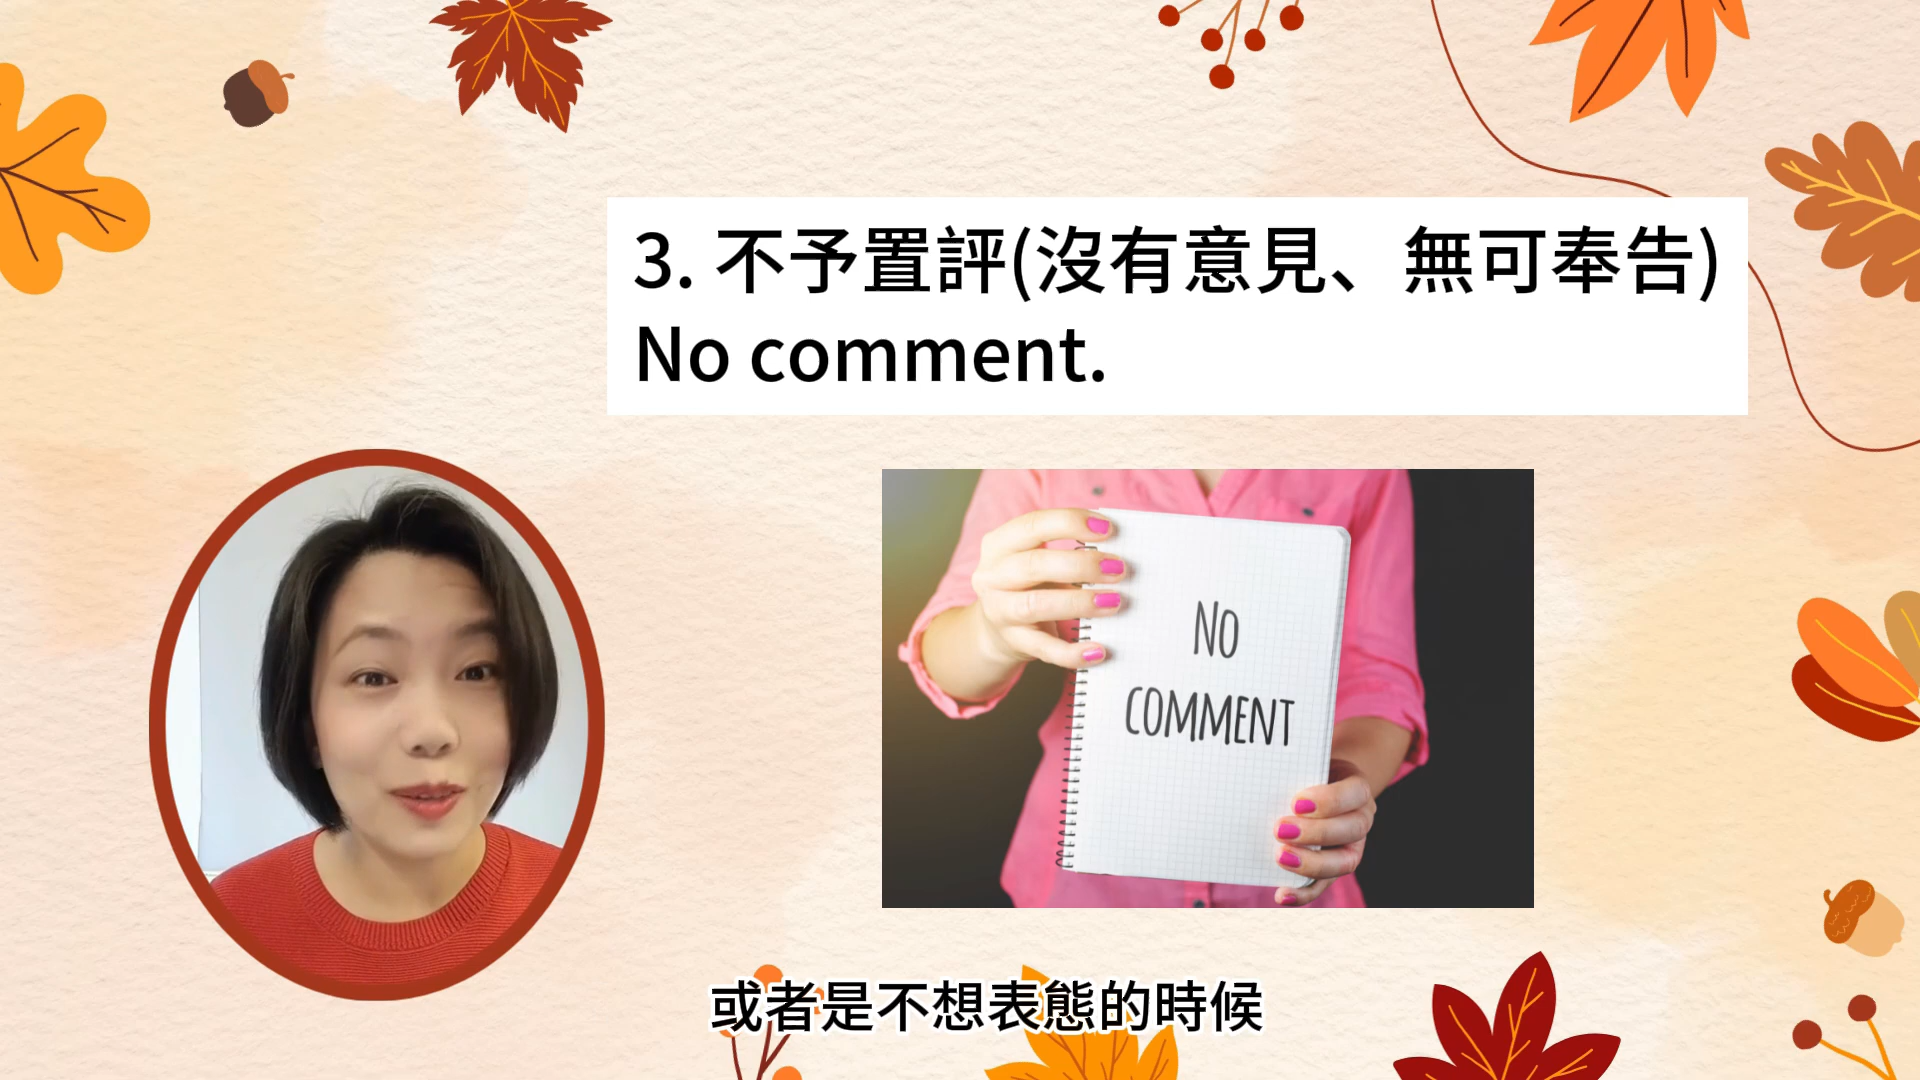 3. 不予置評(沒有意見、無可奉告)
No comment.
NO
COMMENT
或者是不想表態的時候